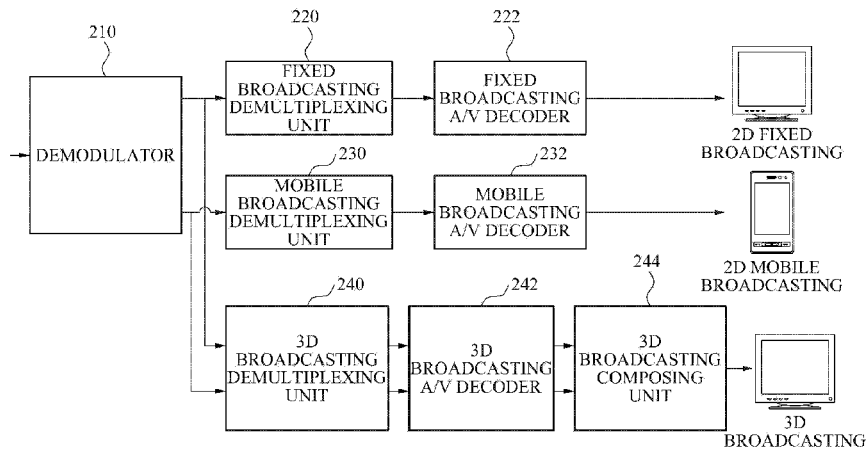 210
220
222
DEMODULATOR
FIXED
BROADCASTING
DEMULTIPLEXING
UNIT
FIXED
BROADCASTING
A/V DECODER
2D FIXED
BROADCASTING
230
232
MOBILE
BROADCASTING
DEMULTIPLEXING
UNIT
MOBILE
BROADCASTING
A/V DECODER
2D MOBILE
BROADCASTING
240
242
244
3D
BROADCASTING
DEMULTIPLEXING
UNIT
3D
BROADCASTING
A/V DECODER
3D
BROADCASTING
COMPOSING
UNIT
3D
BROADCASTING